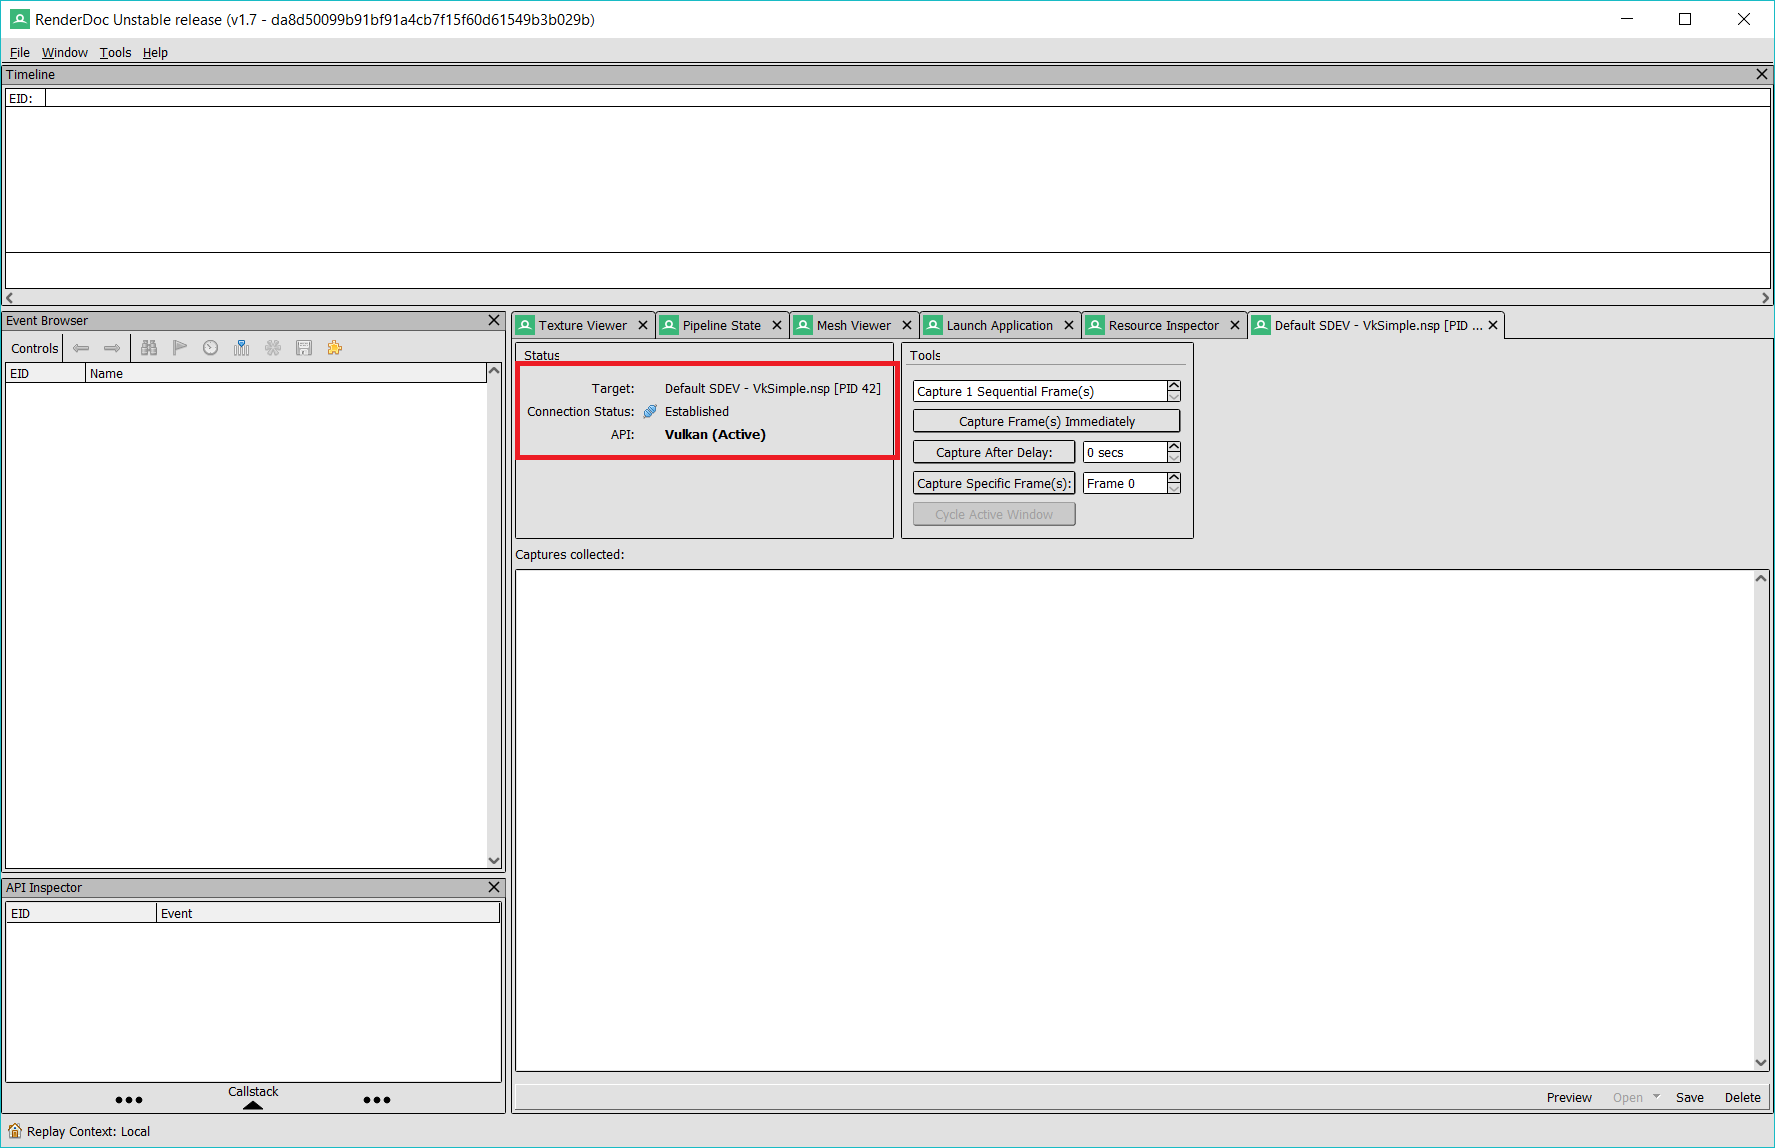 RenderDoc Unstable release (v1.7 - da8d50099b91bf91a4cb7f15f60d61549b3b029b)
File Window Tools Help
Timeline
EID:
Event Browser
Controls
EID Name
Texture Viewer Pipeline State Mesh Viewer Launch Application Resource Inspector Default SDEV - VkSimple.nsp [PID ...
Status
Target: Default SDEV - VkSimple.nsp [PID 42]
Connection Status: Established
API: Vulkan (Active)
Tools
Capture 1 Sequential Frame(s)
Capture Frame(s) Immediately
Capture After Delay: 0 secs
Capture Specific Frame(s): Frame 0
Cycle Active Window
Captures collected:
API Inspector
EID Event
Callstack
Preview Open Save Delete
Replay Context: Local